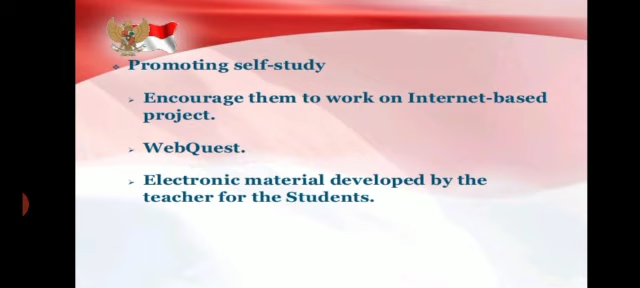 Promoting self-study
Encourage them to work on Internet-based
project.
WebQuest.
Electronic material developed by the
teacher for the Students.